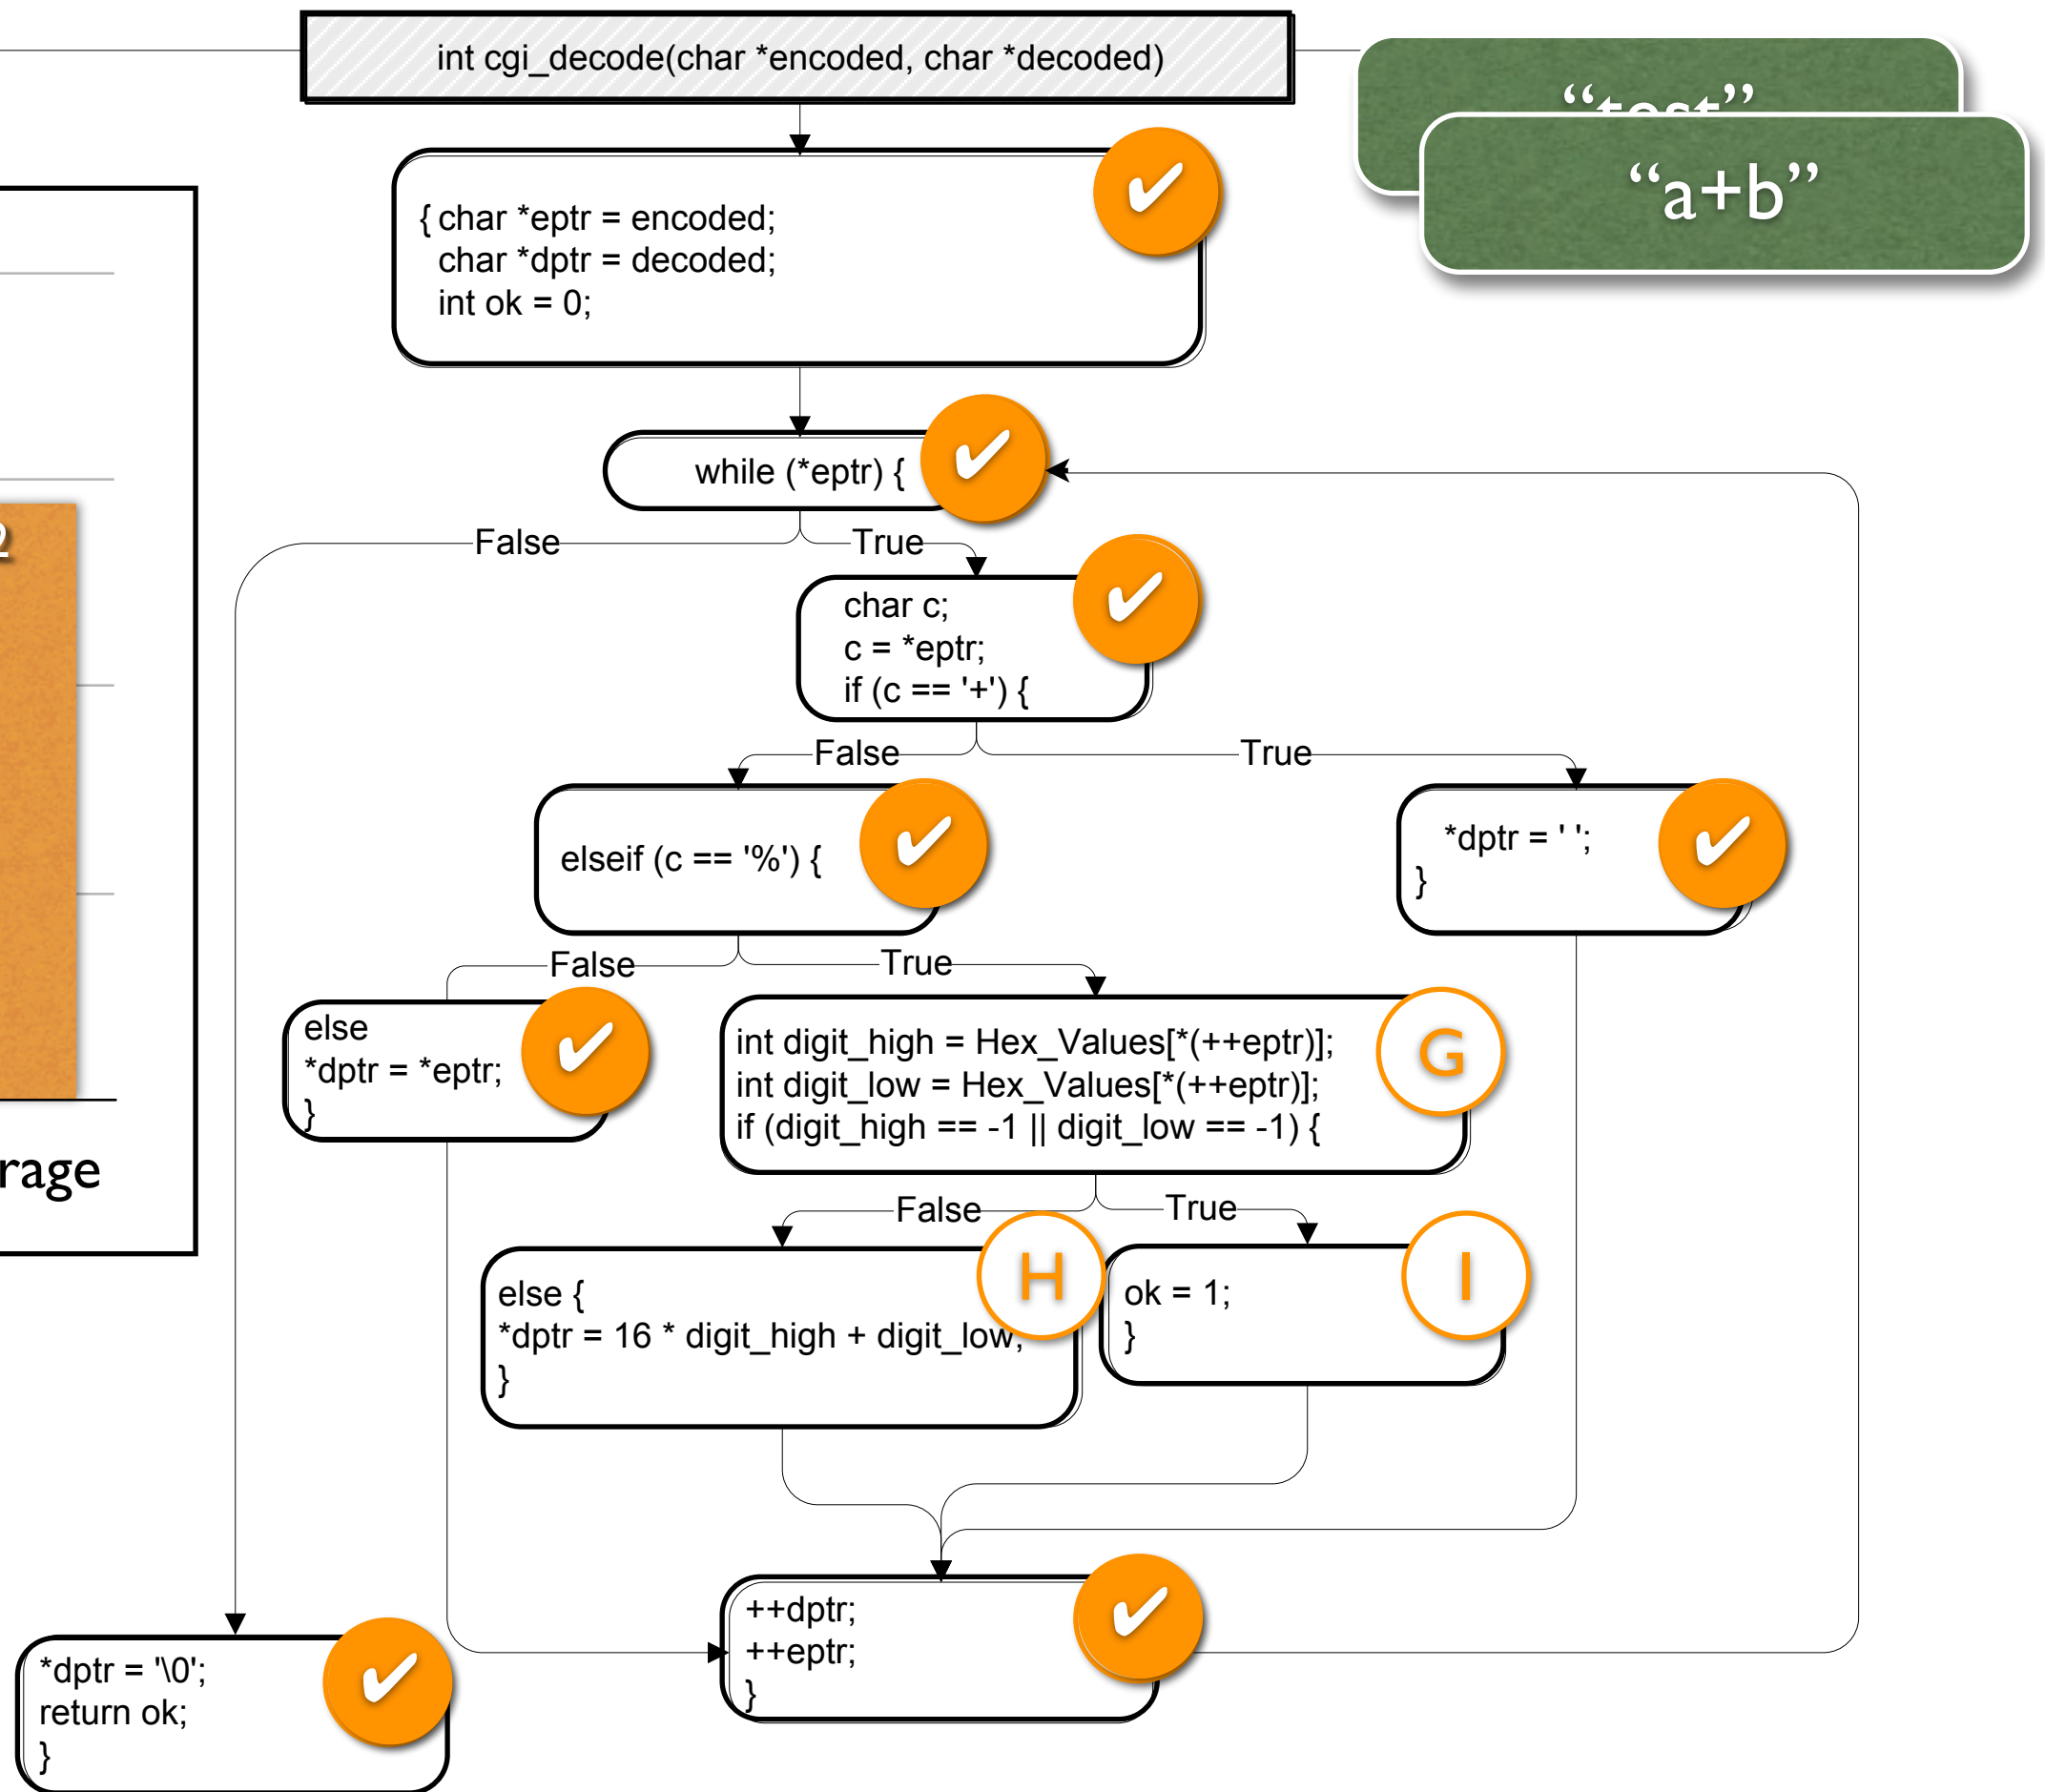 int cgi_decode(char *encoded, char *decoded)
“test”
“a+b”
{ char *eptr = encoded;
char *dptr = decoded;
int ok = 0;
✔
while (*eptr) {
✔
False
True
char c;
c = *eptr;
if (c == '+') {
✔
False
True
elseif (c == '%') {
✔
*dptr = ' ';
}
✔
False
True
else
*dptr = *eptr;
}
✔
int digit_high = Hex_Values[*(++eptr)];
int digit_low = Hex_Values[*(++eptr)];
if (digit_high == -1 || digit_low == -1) {
G
False
True
else {
*dptr = 16 * digit_high + digit_low;
}
H
ok = 1;
}
I
++dptr;
++eptr;
}
✔
*dptr = '\0';
return ok;
}
✔
2
rage